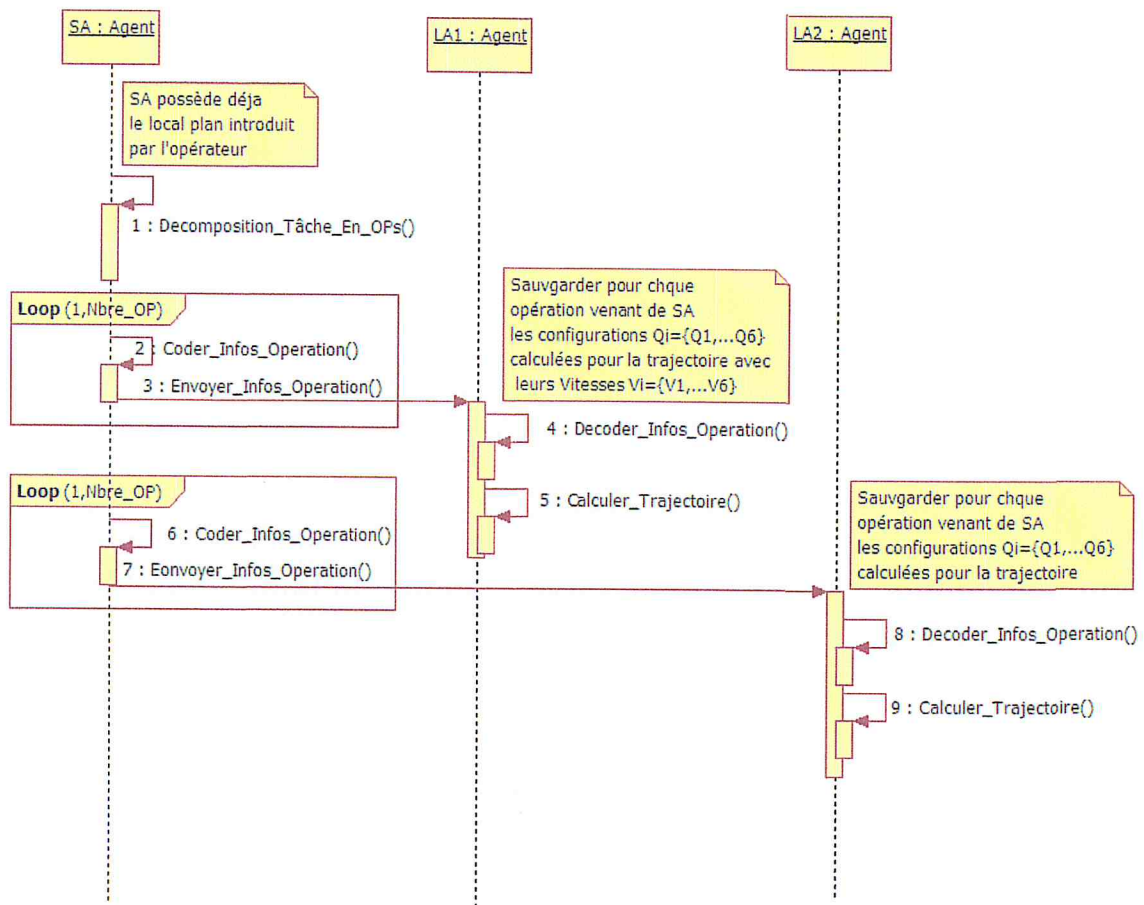 SA : Agent
LA1 : Agent
LA2 : Agent
SA possède déja
le local plan introduit
par l'opérateur
1 : Decomposition_Tâche_En_OPs()
Loop (1,Nbre_OP)
2 : Coder_Infos_Operation()
3 : Envoyer_Infos_Operation()
Sauvgarder pour chque
opération venant de SA
les configurations Qi={Q1,...Q6}
calculées pour la trajectoire avec
leurs Vitesses Vi={V1,...V6}
4 : Decoder_Infos_Operation()
5 : Calculer_Trajectoire()
Loop (1,Nbre_OP)
6 : Coder_Infos_Operation()
7 : Eonvoyer_Infos_Operation()
Sauvgarder pour chque
opération venant de SA
les configurations Qi={Q1,...Q6}
calculées pour la trajectoire
8 : Decoder_Infos_Operation()
9 : Calculer_Trajectoire()